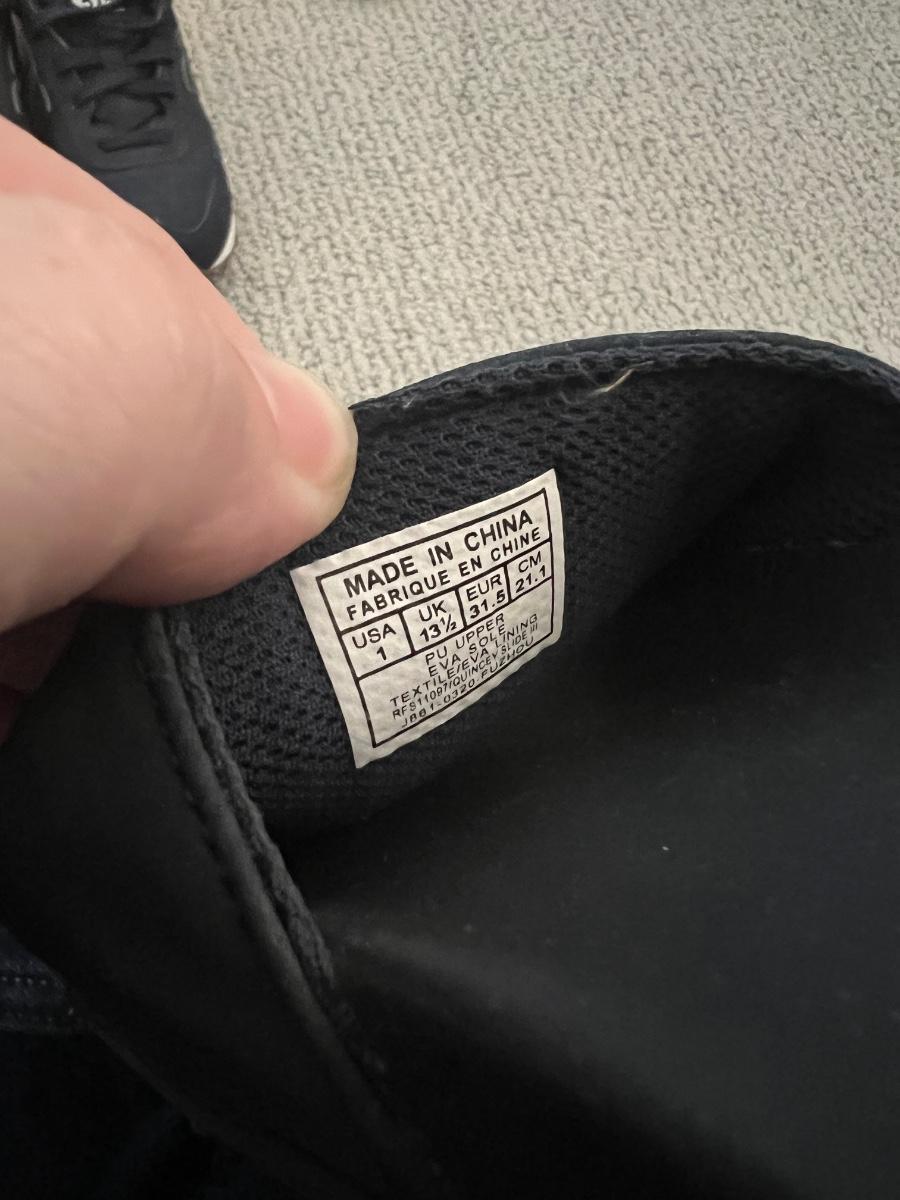 MADE IN CHINA
FABRIQUE EN CHINE
USA UK EUR CM
1 13½ 31.5 21.1
PU UPPER
EVA SOLE
TEXTILE/EVA LINING
RFS11097/QUINCEY SLIDE III
J861-0320-FUZHOU